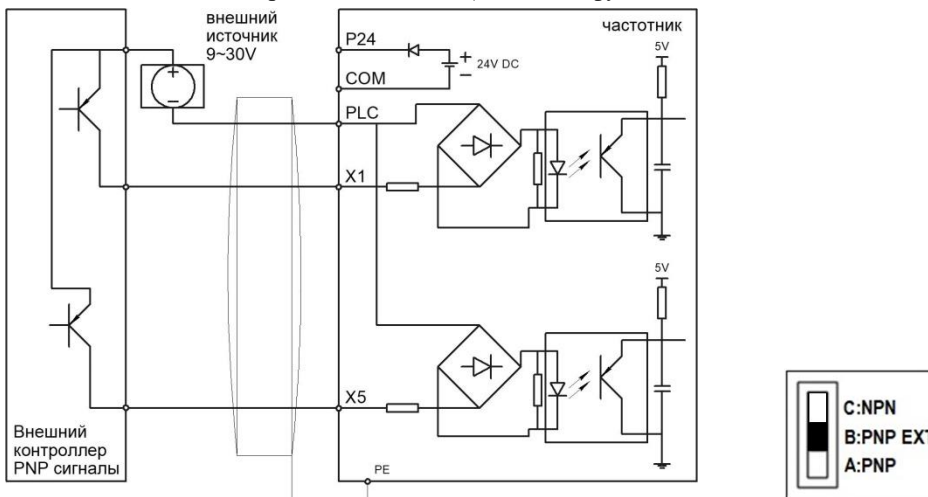 внешний
источник
9~30V
частотник
P24
+
24V DC
−
COM
PLC
5V
X1
5V
X5
Внешний
контроллер
PNP сигналы
PE
C:NPN
B:PNP EXT
A:PNP